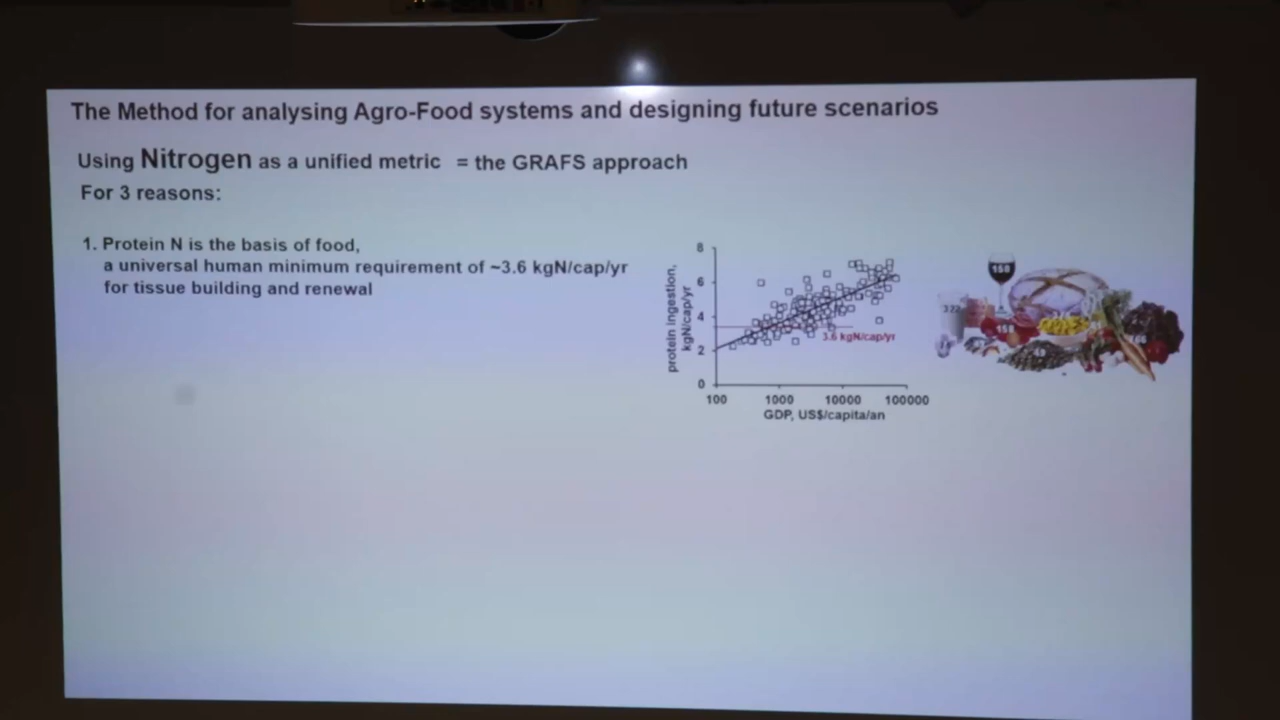 The Method for analysing Agro-Food systems and designing future scenarios
Using Nitrogen as a unified metric = the GRAFS approach
For 3 reasons:
1. Protein N is the basis of food,
a universal human minimum requirement of ~3.6 kgN/cap/yr
for tissue building and renewal
protein ingestion,
kgN/cap/yr
8
6
4
2
0
3.6 kgN/cap/yr
100 1000 10000 100000
GDP, US$/capita/an
158
322
158